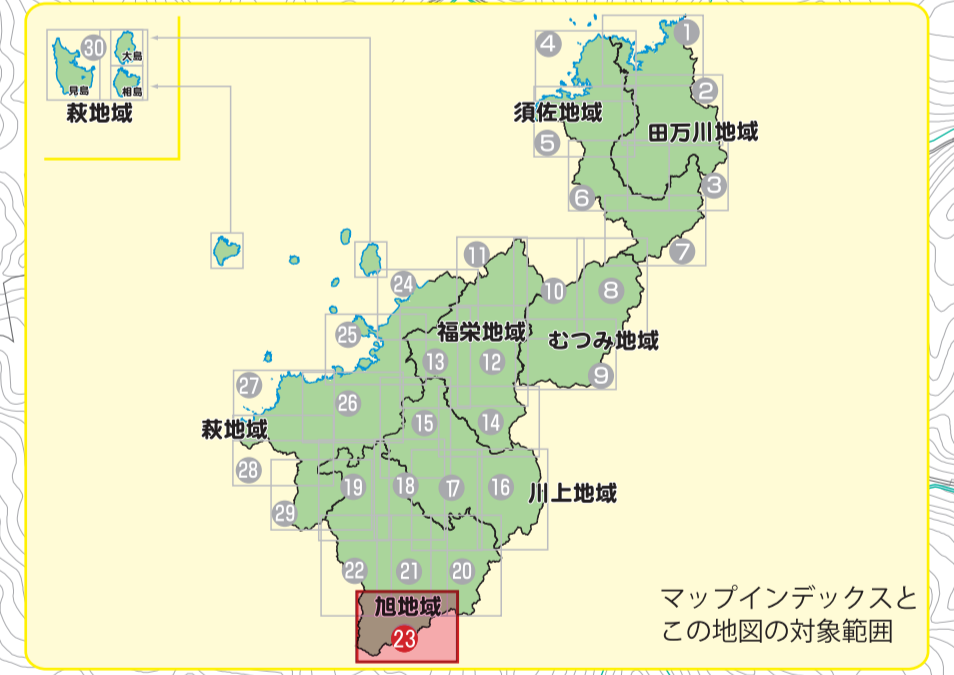 30
大島
見島
相島
萩地域
1
4
2
須佐地域
田万川地域
5
3
6
7
11
24
10
8
25
福栄地域
むつみ地域
13
12
9
27
26
15
14
萩地域
28
19
18
17
16
川上地域
29
22
21
20
旭地域
23
マップインデックスと
この地図の対象範囲